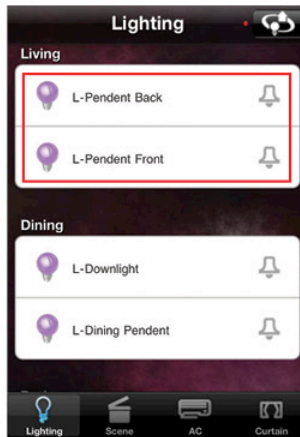 Lighting
Living
L-Pendent Back
L-Pendent Front
Dining
L-Downlight
L-Dining Pendent
Lighting Scene AC Curtain